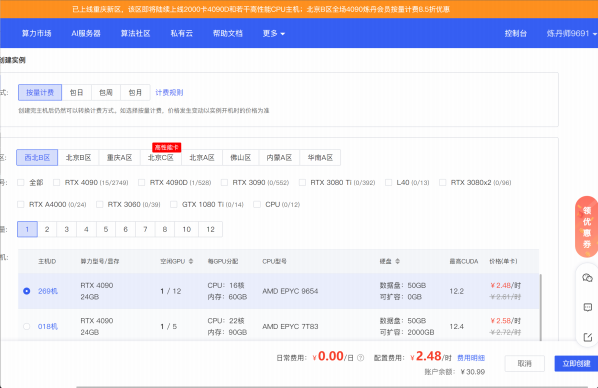 已上线重庆新区，该区即将陆续上线2000卡4090D和若干高性能CPU主机；北京B区全场4090炼丹会员按量计费8.5折优惠
算力市场 AI服务器 算法社区 私有云 帮助文档 更多 控制台 炼丹师9691
创建实例
式： 按量计费 包日 包周 包月 计费规则
创建完主机后仍然可以转换计费方式。如选择按量计费，价格发生变动以实例开机时的价格为准
高性能卡
区： 西北B区 北京B区 重庆A区 北京C区 北京A区 佛山区 内蒙A区 华南A区
号： 全部 RTX 4090 (15/2749) RTX 4090D (1/528) RTX 3090 (0/552) RTX 3080 Ti (0/392) L40 (0/13) RTX 3080x2 (0/96)
RTX A4000 (0/24) RTX 3060 (0/39) GTX 1080 Ti (0/14) CPU (0/12)
量： 1 2 3 4 5 6 7 8 10 12
机： 主机ID 算力型号/显存 空闲GPU 每GPU分配 CPU型号 硬盘 最高CUDA 价格(单卡)
269机 RTX 4090 1 / 12 CPU：16核 AMD EPYC 9654 数据盘：50GB 12.2 ￥2.48/时
24GB 内存：60GB 可扩容：0GB ￥2.61/时
018机 RTX 4090 1 / 5 CPU：22核 AMD EPYC 7T83 数据盘：50GB 12.4 ￥2.58/时
24GB 内存：90GB 可扩容：2000GB ￥2.72/时
领优惠券
日常费用：￥0.00/日 配置费用：￥2.48/时 费用明细
账户余额：￥30.99
取消 立即创建